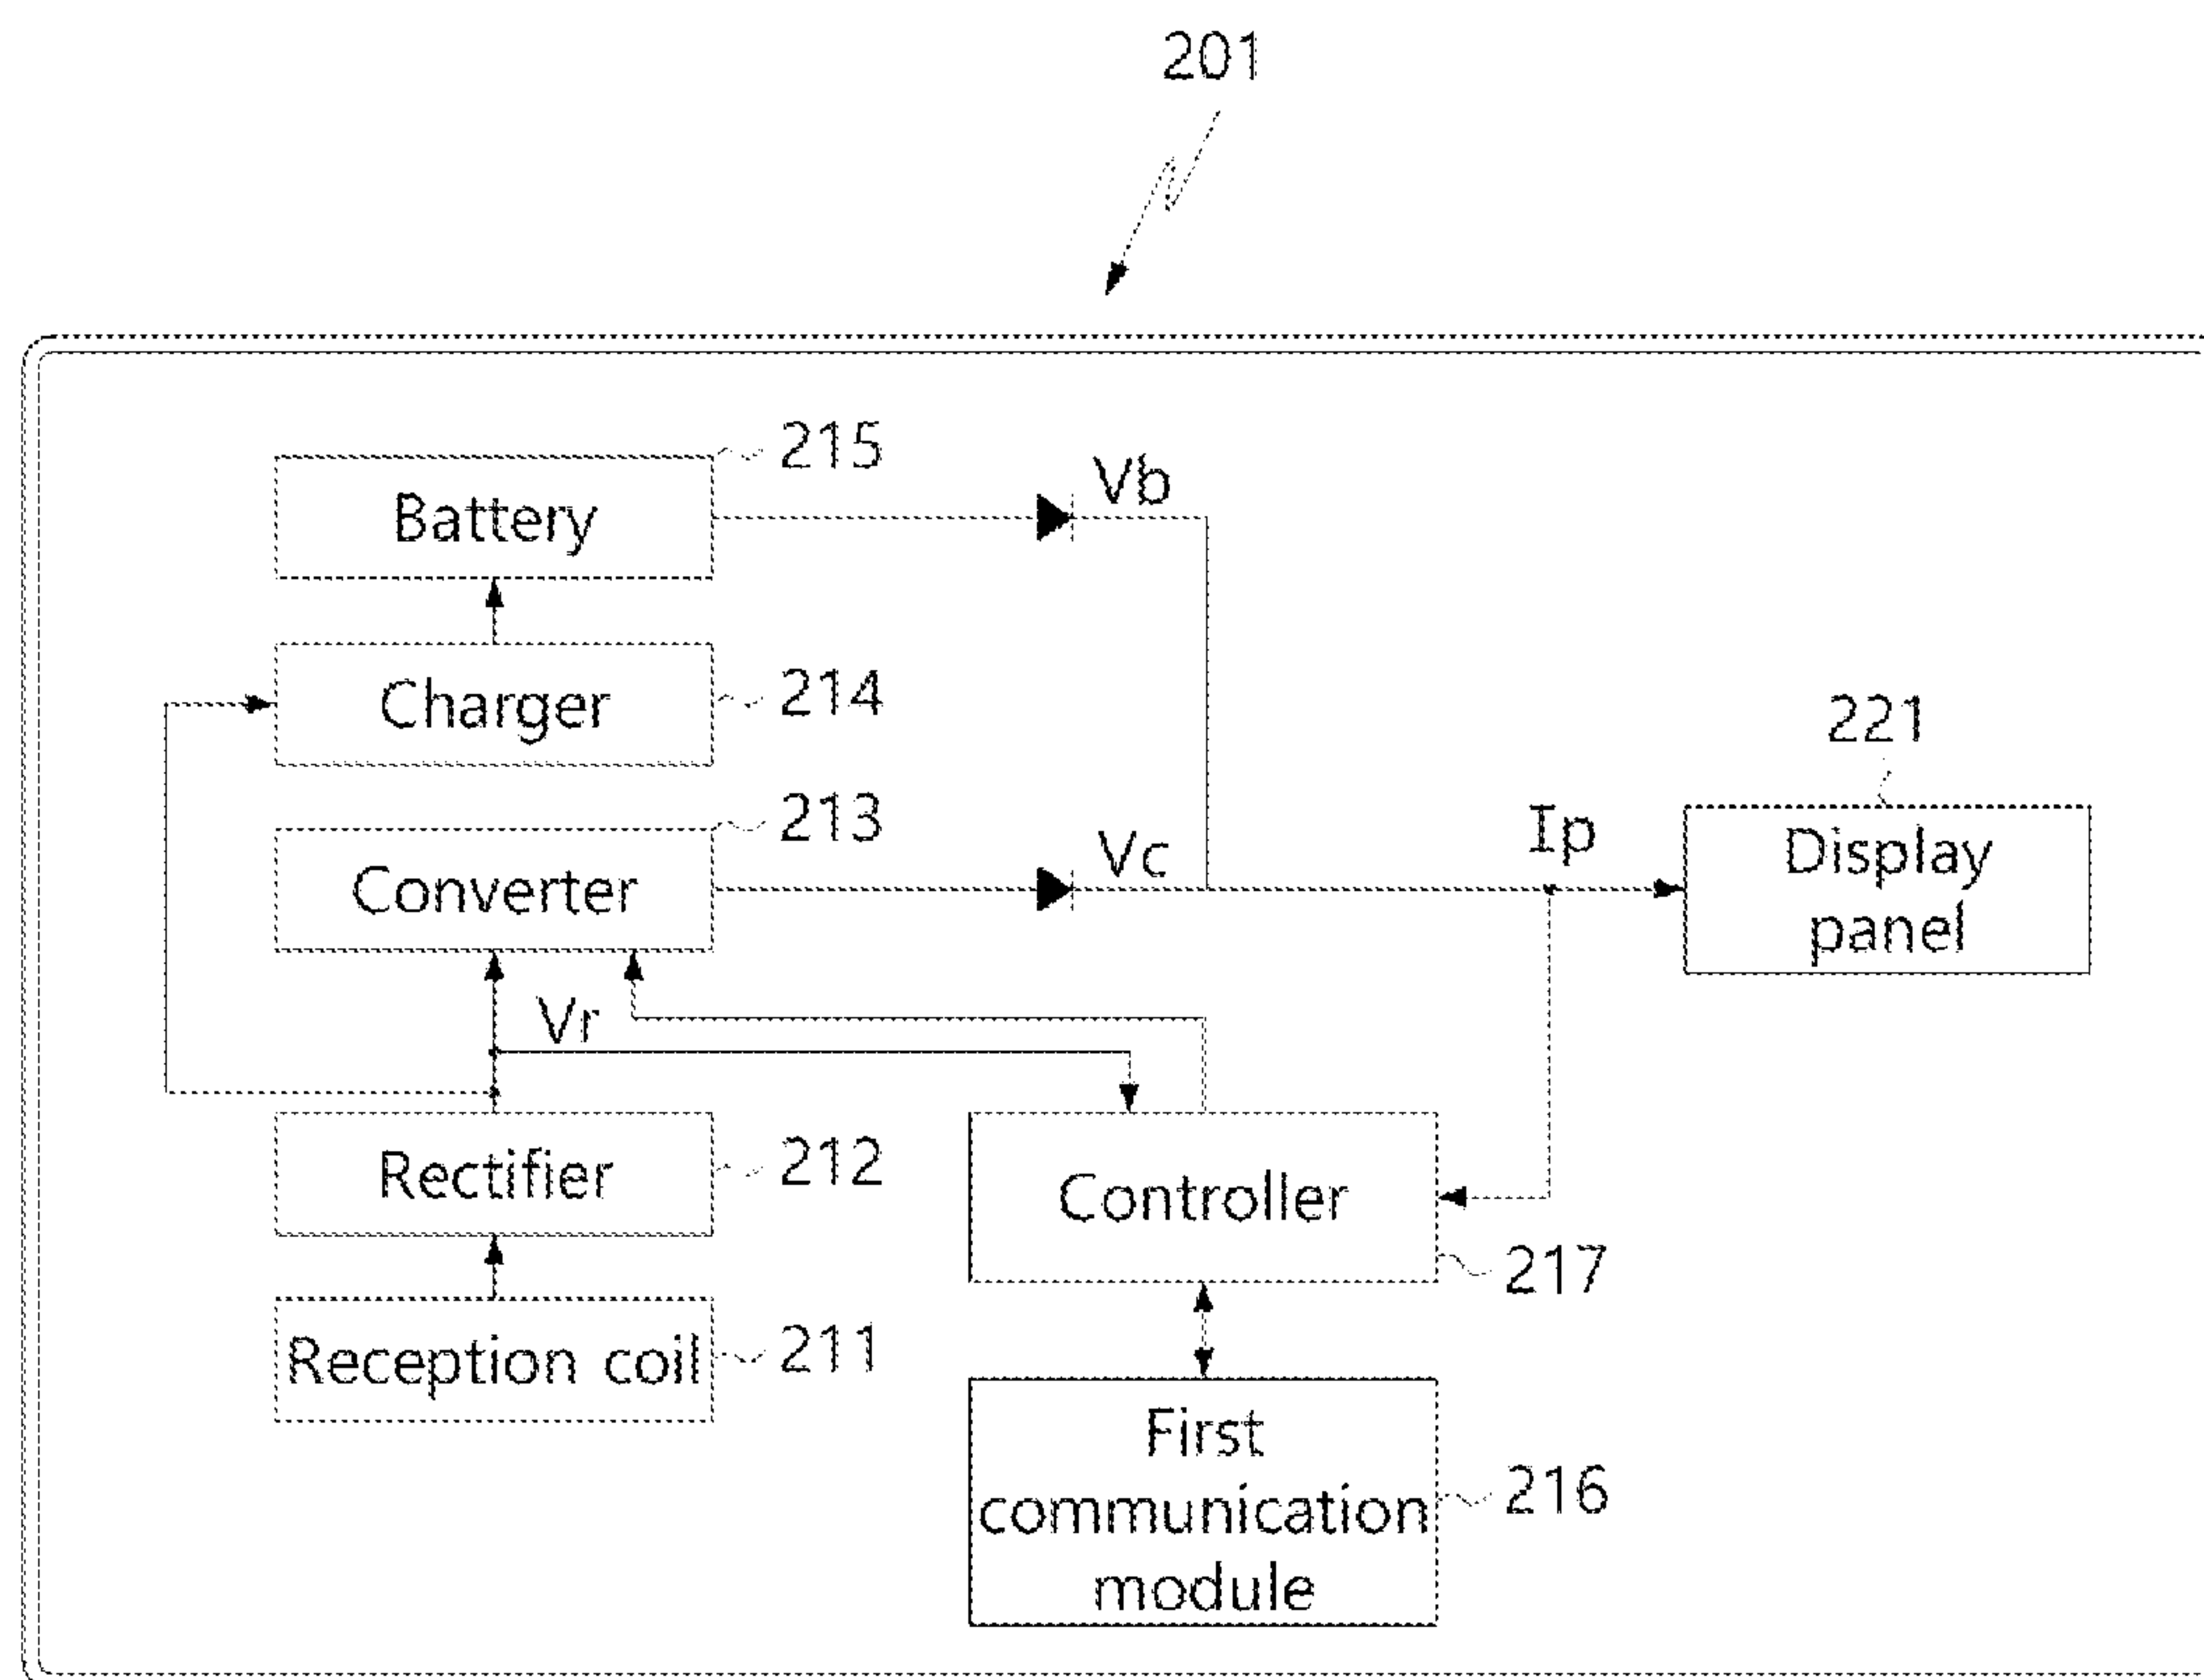 201
215
Battery
Vb
Charger
214
221
213
Converter
Vc
Ip
Display
panel
Vr
Rectifier
212
Controller
217
Reception coil
211
First
communication
module
216